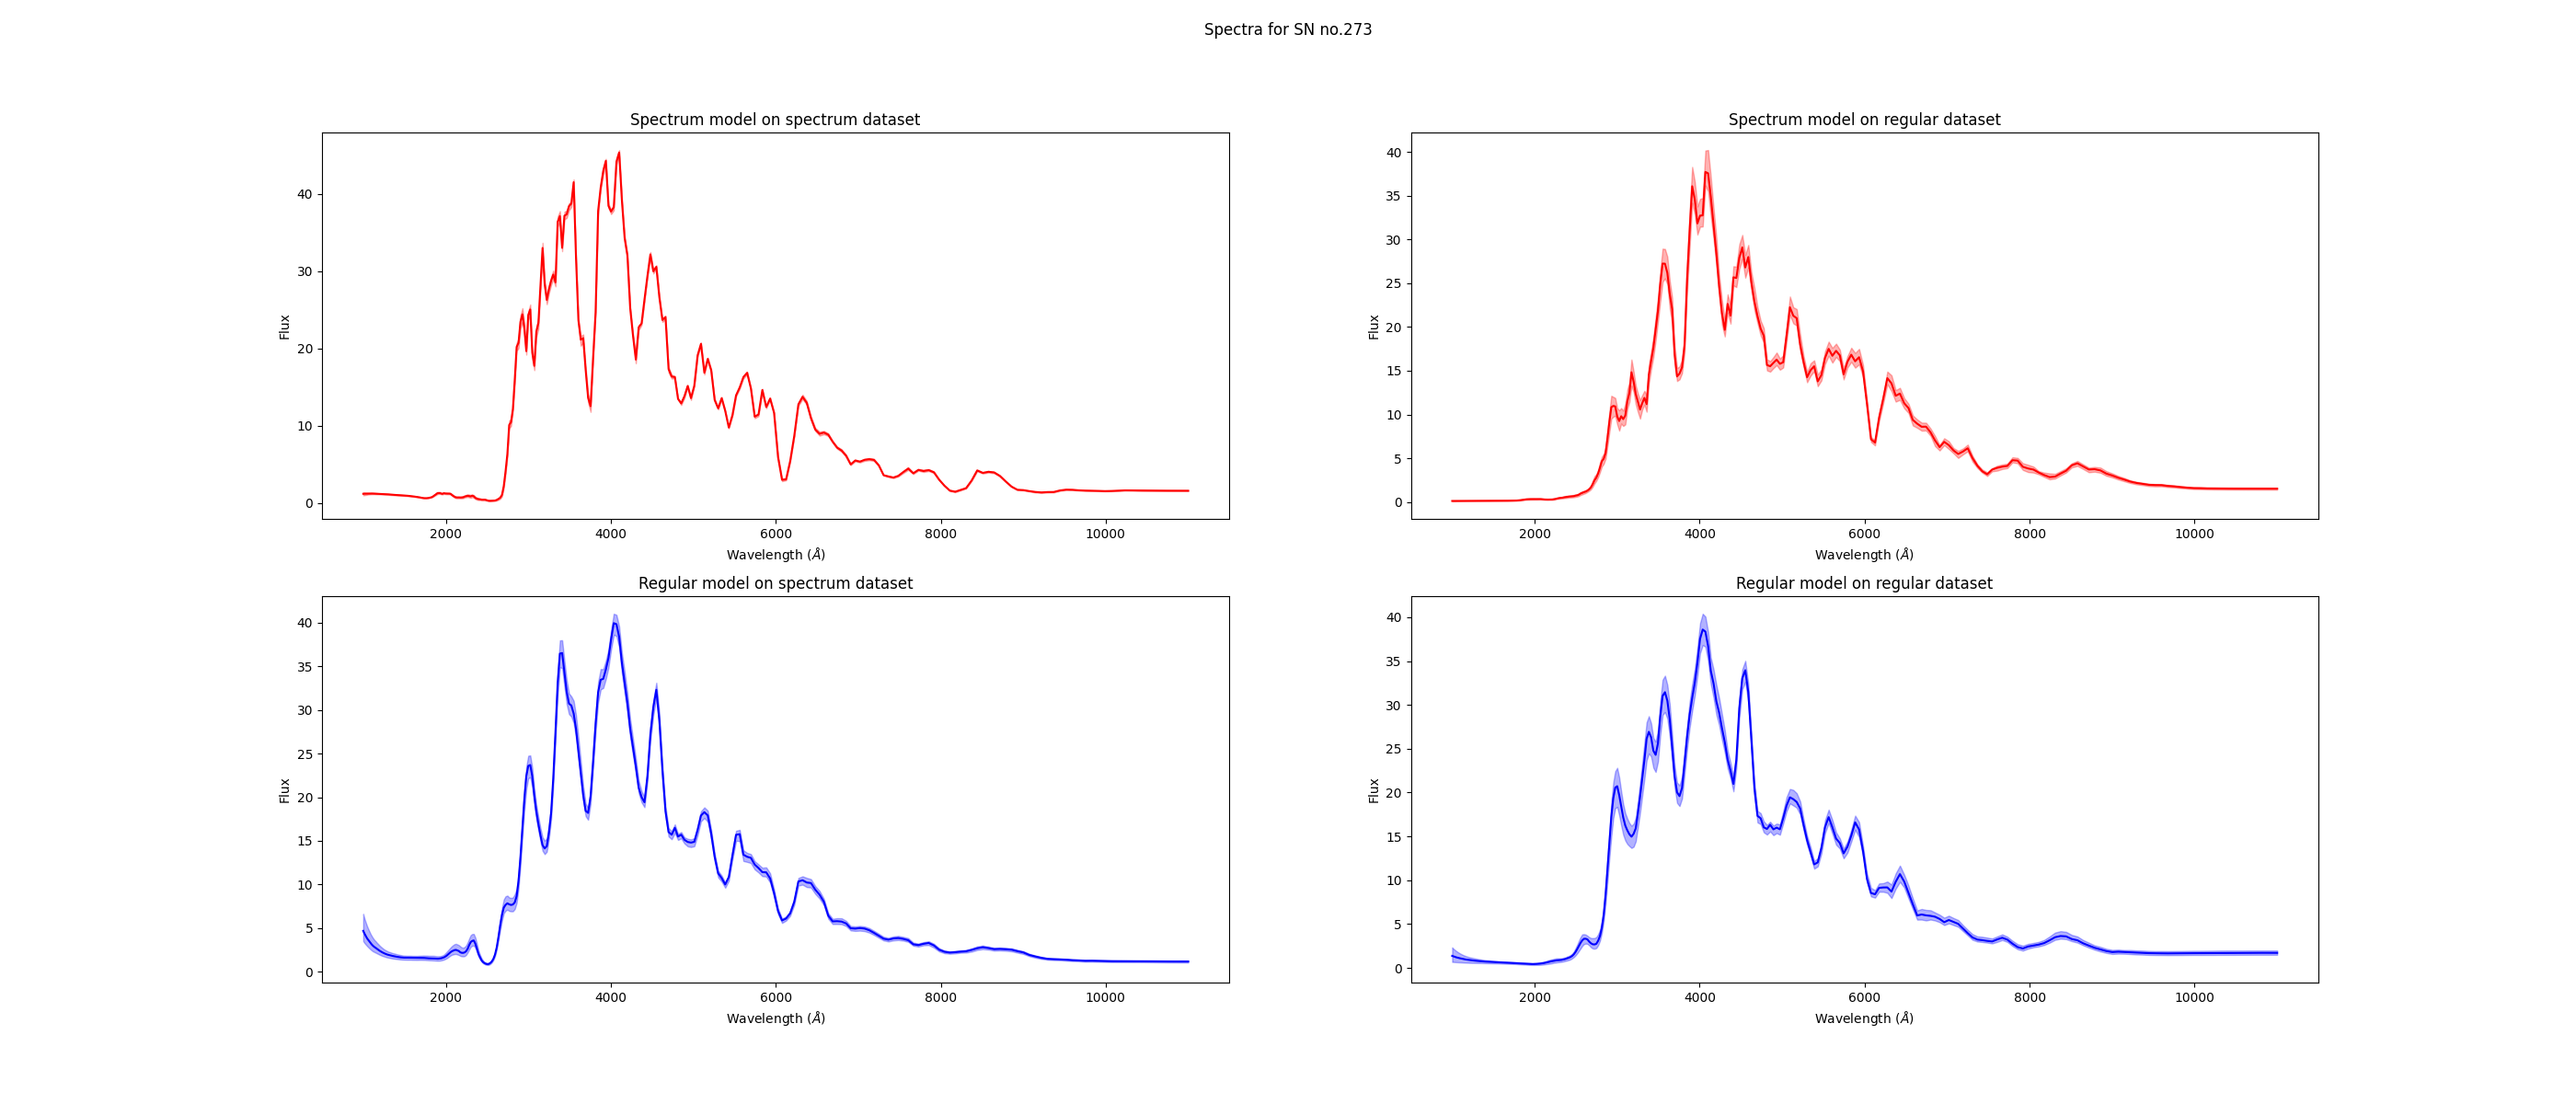 Spectra for SN no.273
Spectrum model on spectrum dataset
Flux
40
30
20
10
0
2000 4000 6000 8000 10000
Wavelength (Å)
Spectrum model on regular dataset
Flux
40
35
30
25
20
15
10
5
0
2000 4000 6000 8000 10000
Wavelength (Å)
Regular model on spectrum dataset
Flux
40
35
30
25
20
15
10
5
0
2000 4000 6000 8000 10000
Wavelength (Å)
Regular model on regular dataset
Flux
40
35
30
25
20
15
10
5
0
2000 4000 6000 8000 10000
Wavelength (Å)